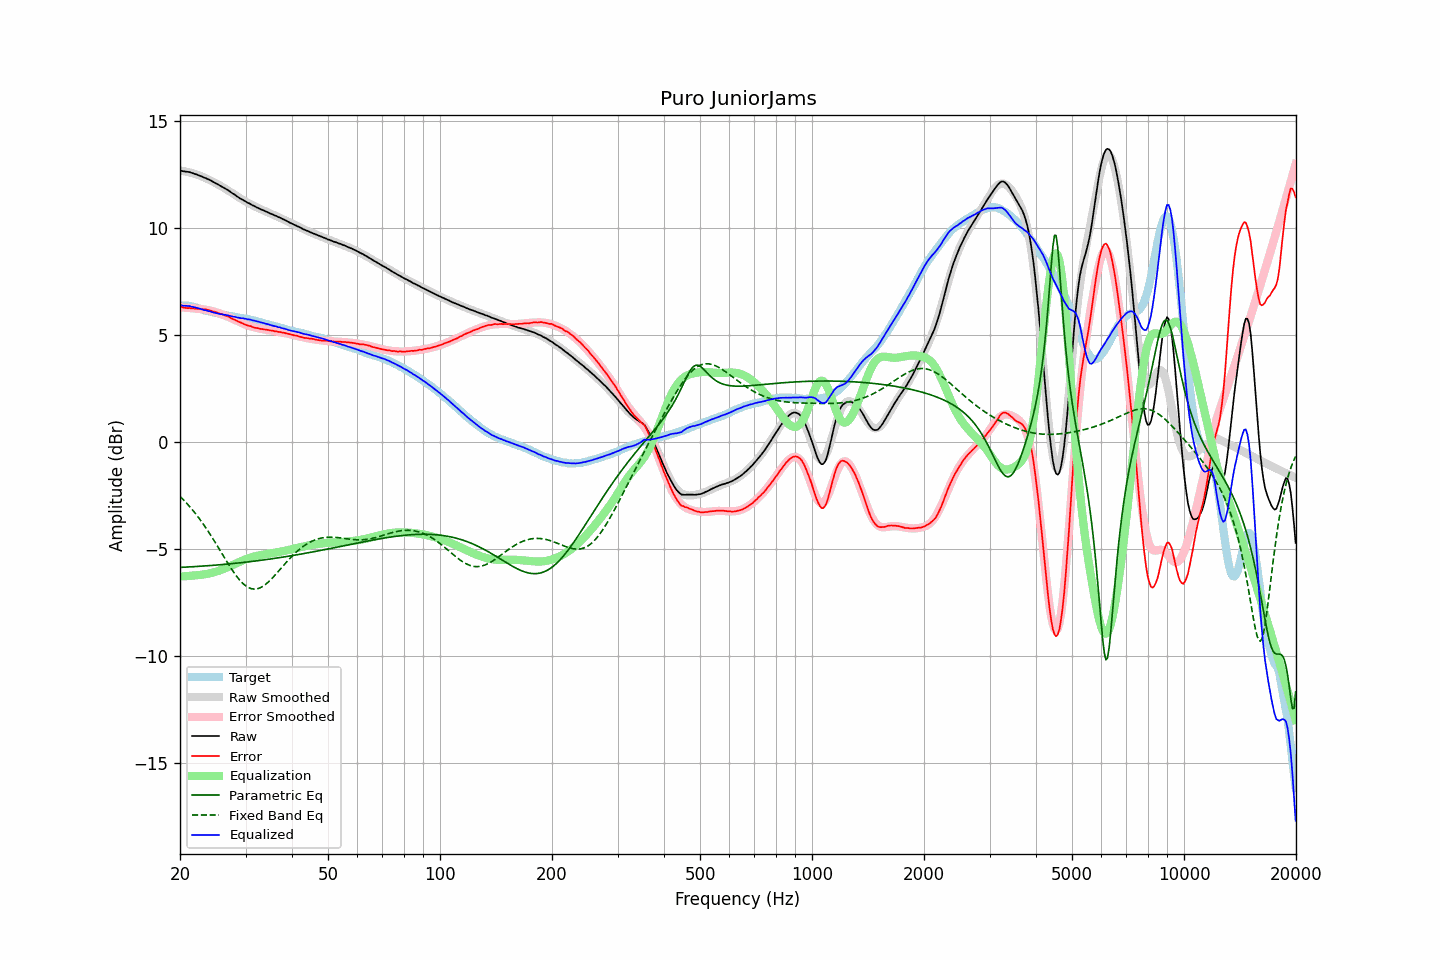 Puro JuniorJams
15
10
5
0
−5
−10
−15
Amplitude (dBr)
Target
Raw Smoothed
Error Smoothed
Raw
Error
Equalization
Parametric Eq
Fixed Band Eq
Equalized
20 50 100 200 500 1000 2000 5000 10000 20000
Frequency (Hz)